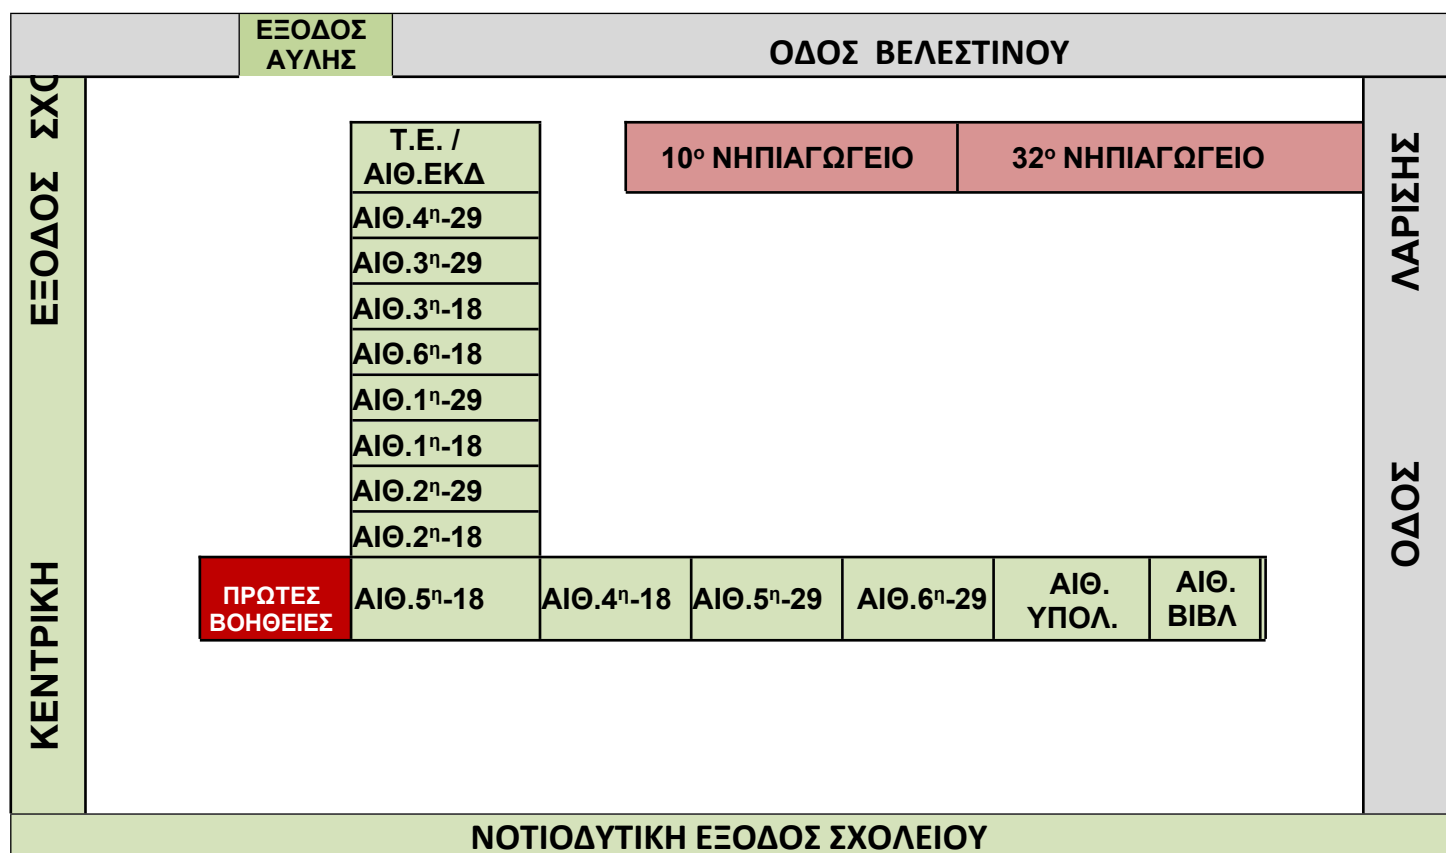 ΕΞΟΔΟΣ
ΑΥΛΗΣ
ΟΔΟΣ ΒΕΛΕΣΤΙΝΟΥ
ΚΕΝΤΡΙΚΗ ΕΞΟΔΟΣ
Τ.Ε. /
ΑΙΘ.ΕΚΔ
10ο ΝΗΠΙΑΓΩΓΕΙΟ
32ο ΝΗΠΙΑΓΩΓΕΙΟ
ΟΔΟΣ ΛΑΡΙΣΗΣ
ΑΙΘ.4η-29
ΑΙΘ.3η-29
ΑΙΘ.3η-18
ΑΙΘ.6η-18
ΑΙΘ.1η-29
ΑΙΘ.1η-18
ΑΙΘ.2η-29
ΑΙΘ.2η-18
ΠΡΩΤΕΣ
ΒΟΗΘΕΙΕΣ
ΑΙΘ.5η-18
ΑΙΘ.4η-18
ΑΙΘ.5η-29
ΑΙΘ.6η-29
ΑΙΘ.
ΥΠΟΛ.
ΑΙΘ.
ΒΙΒΛ
ΝΟΤΙΟΔΥΤΙΚΗ ΕΞΟΔΟΣ ΣΧΟΛΕΙΟΥ